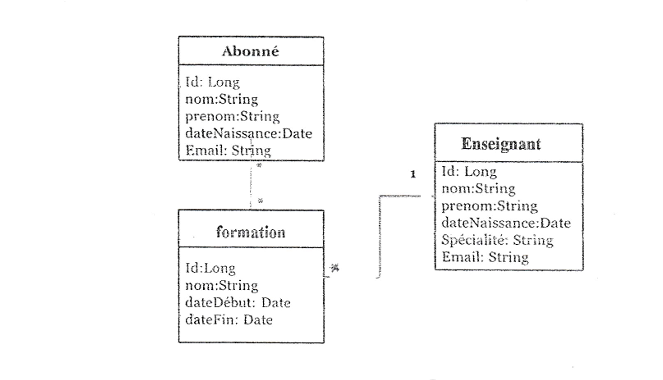 Abonné
Id: Long
nom:String
prenom:String
dateNaissance:Date
Email: String
*
*
formation
Id:Long
nom:String
dateDébut: Date
dateFin: Date
*
1
Enseignant
Id: Long
nom:String
prenom:String
dateNaissance:Date
Spécialité: String
Email: String